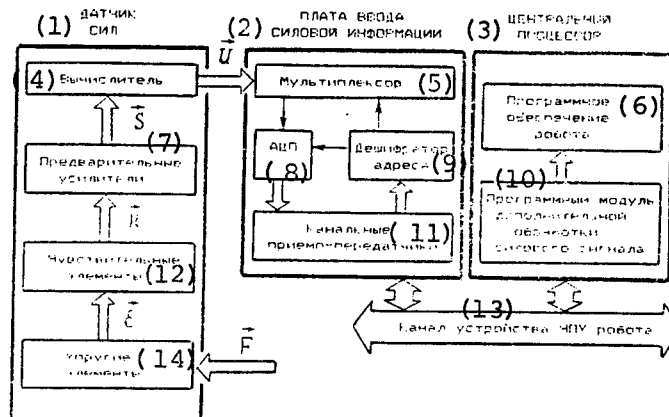 (1) ДАТЧИК
СИЛ
(2) ПЛАТА ВВОДА
СИЛОВОЙ ИНФОРМАЦИИ
(3) ЦЕНТРАЛЬНЫЙ
ПРОЦЕССОР
(4) Вычислитель
U
Мультиплексор (5)
Программное (6)
обеспечение
робота
S
(7)
Предварительные
усилители
АЦП
(8)
Дешифратор
адреса (9)
(10)
Программный модуль
дополнительной
обработки
силового сигнала
R
Канальные (11)
приемо-передатчики
Чувствительные
элементы (12)
ε
(13)
Канал устройства ЧПУ робота
Упругие
элементы (14)
F